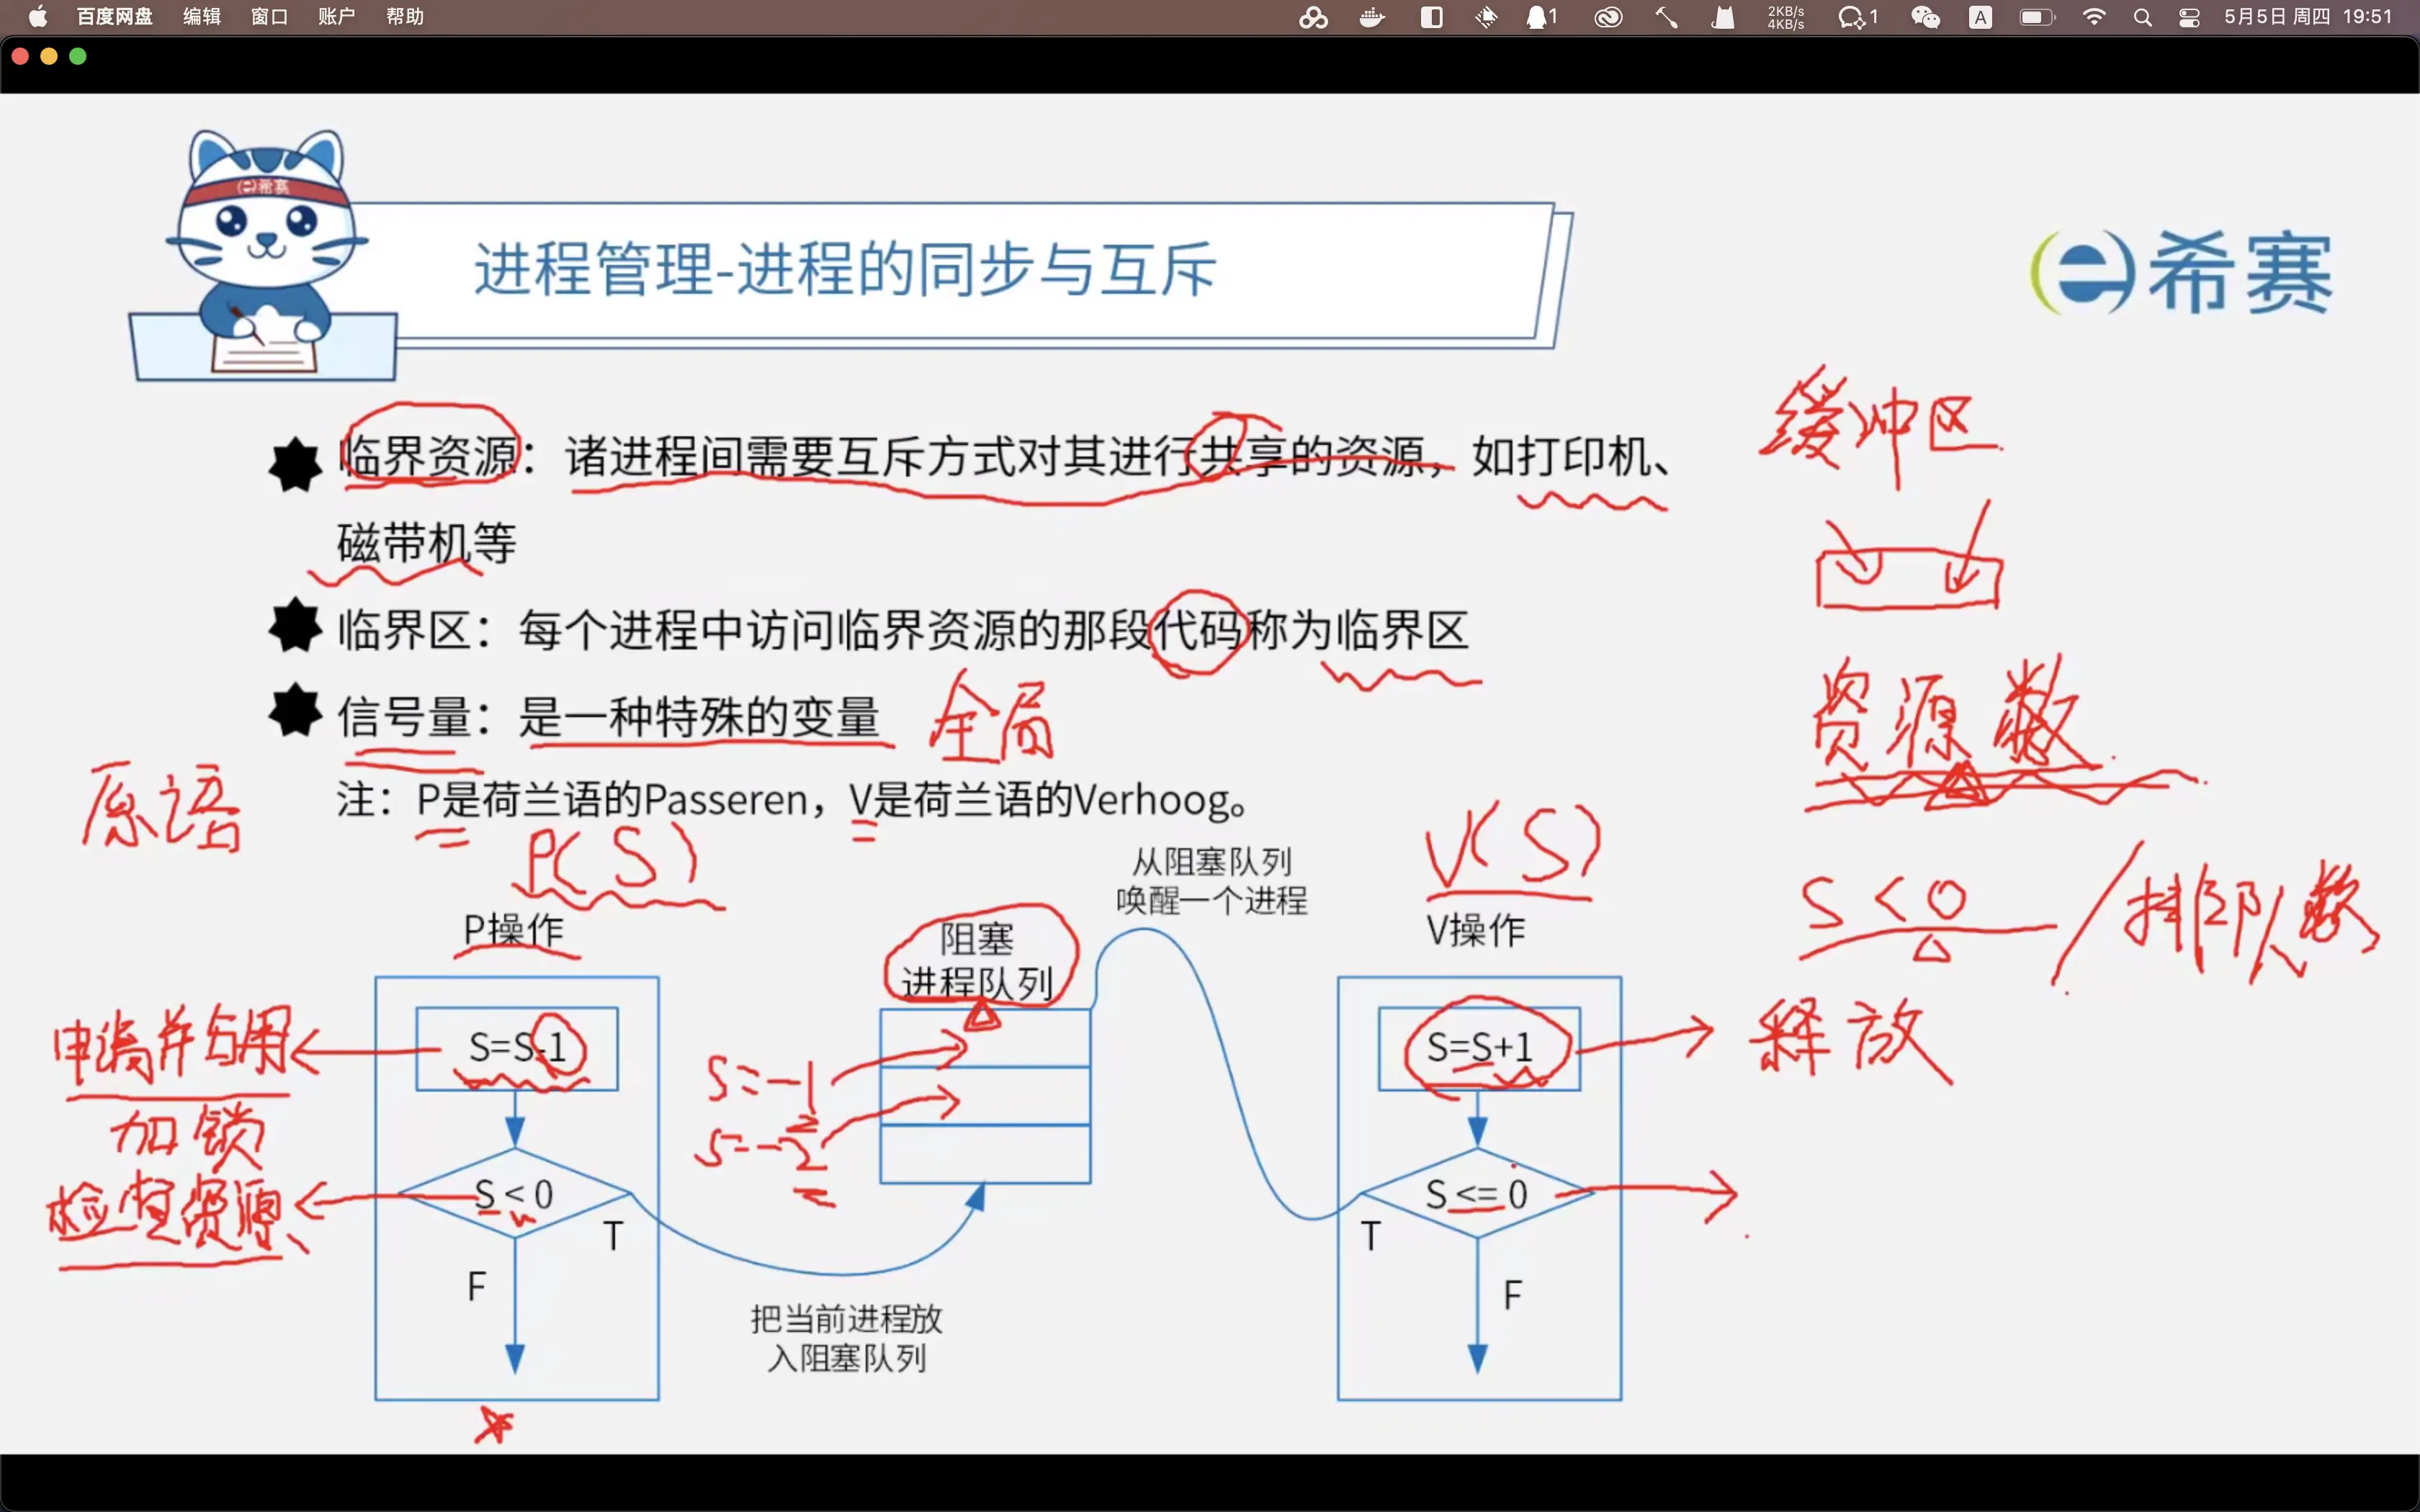 百度网盘 编辑 窗口 账户 帮助 1 2KB/s 4KB/s 1 A 5月5日 周四 19:51
希赛
进程管理-进程的同步与互斥
希赛
临界资源：诸进程间需要互斥方式对其进行共享的资源，如打印机、
磁带机等
缓冲区
临界区：每个进程中访问临界资源的那段代码称为临界区
信号量：是一种特殊的变量 全局
资源数
原语
注：P是荷兰语的Passeren，V是荷兰语的Verhoog。
P(S)
V(S)
从阻塞队列
唤醒一个进程
S<0 排队数
P操作
阻塞
进程队列
V操作
申请并占用
S=S-1
S=-1
S=S+1
释放
加锁
S=-2
检查资源
S < 0
T
F
S <= 0
T
F
把当前进程放
入阻塞队列